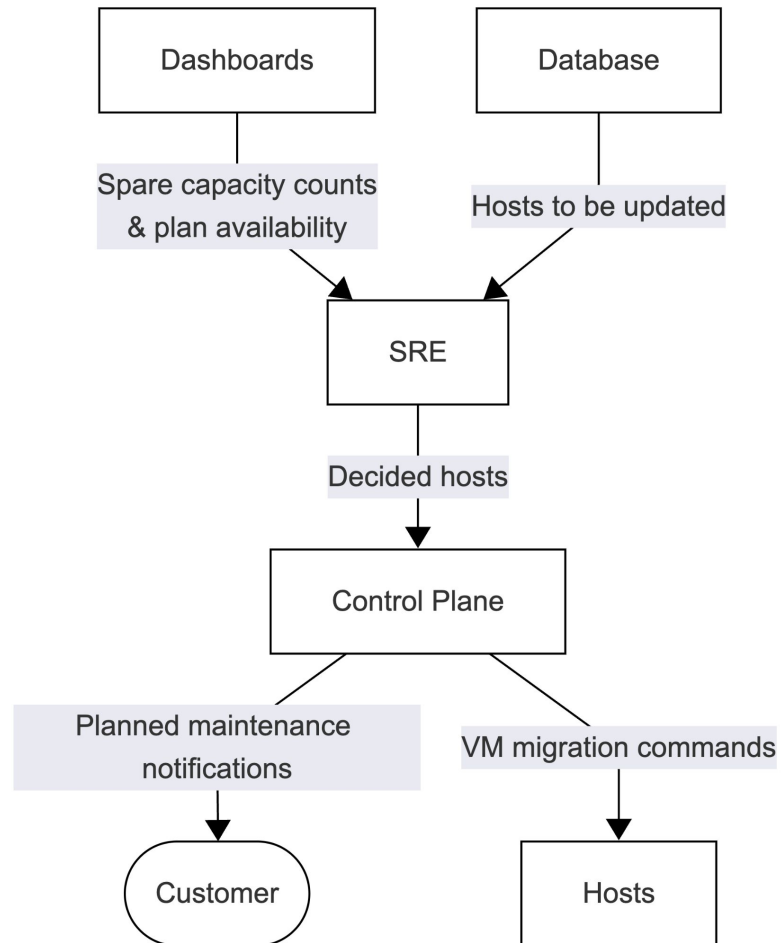 Dashboards
Database
Spare capacity counts
& plan availability
Hosts to be updated
SRE
Decided hosts
Control Plane
Planned maintenance
notifications
VM migration commands
Customer
Hosts